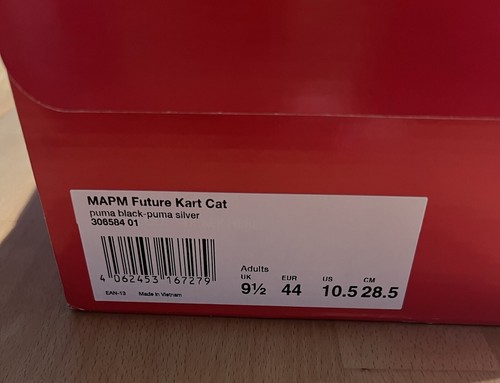 MAPM Future Kart Cat
puma black-puma silver
306584 01
4 062453 167279
EAN-13 Made in Vietnam
Adults
UK EUR US CM
9½ 44 10.5 28.5